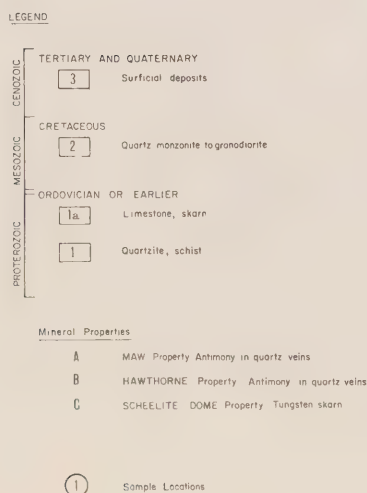 LEGEND
CENOZOIC
TERTIARY AND QUATERNARY
3 Surficial deposits
MESOZOIC
CRETACEOUS
2 Quartz monzonite to granodiorite
PROTEROZOIC
ORDOVICIAN OR EARLIER
1a Limestone, skarn
1 Quartzite, schist
Mineral Properties
A MAW Property Antimony in quartz veins
B HAWTHORNE Property Antimony in quartz veins
C SCHEELITE DOME Property Tungsten skarn
1 Sample Locations